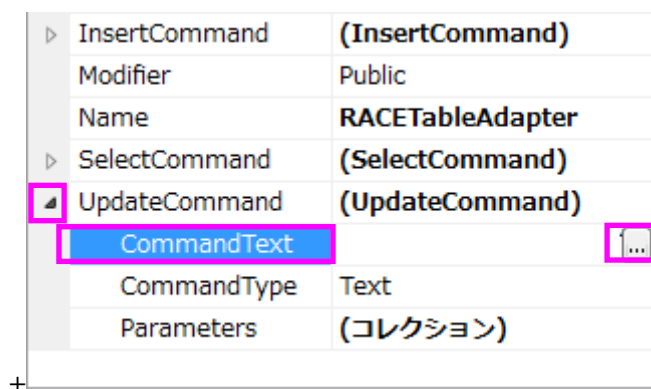 InsertCommand (InsertCommand)
Modifier Public
Name RACETableAdapter
SelectCommand (SelectCommand)
UpdateCommand (UpdateCommand)
CommandText ...
CommandType Text
Parameters (コレクション)
+